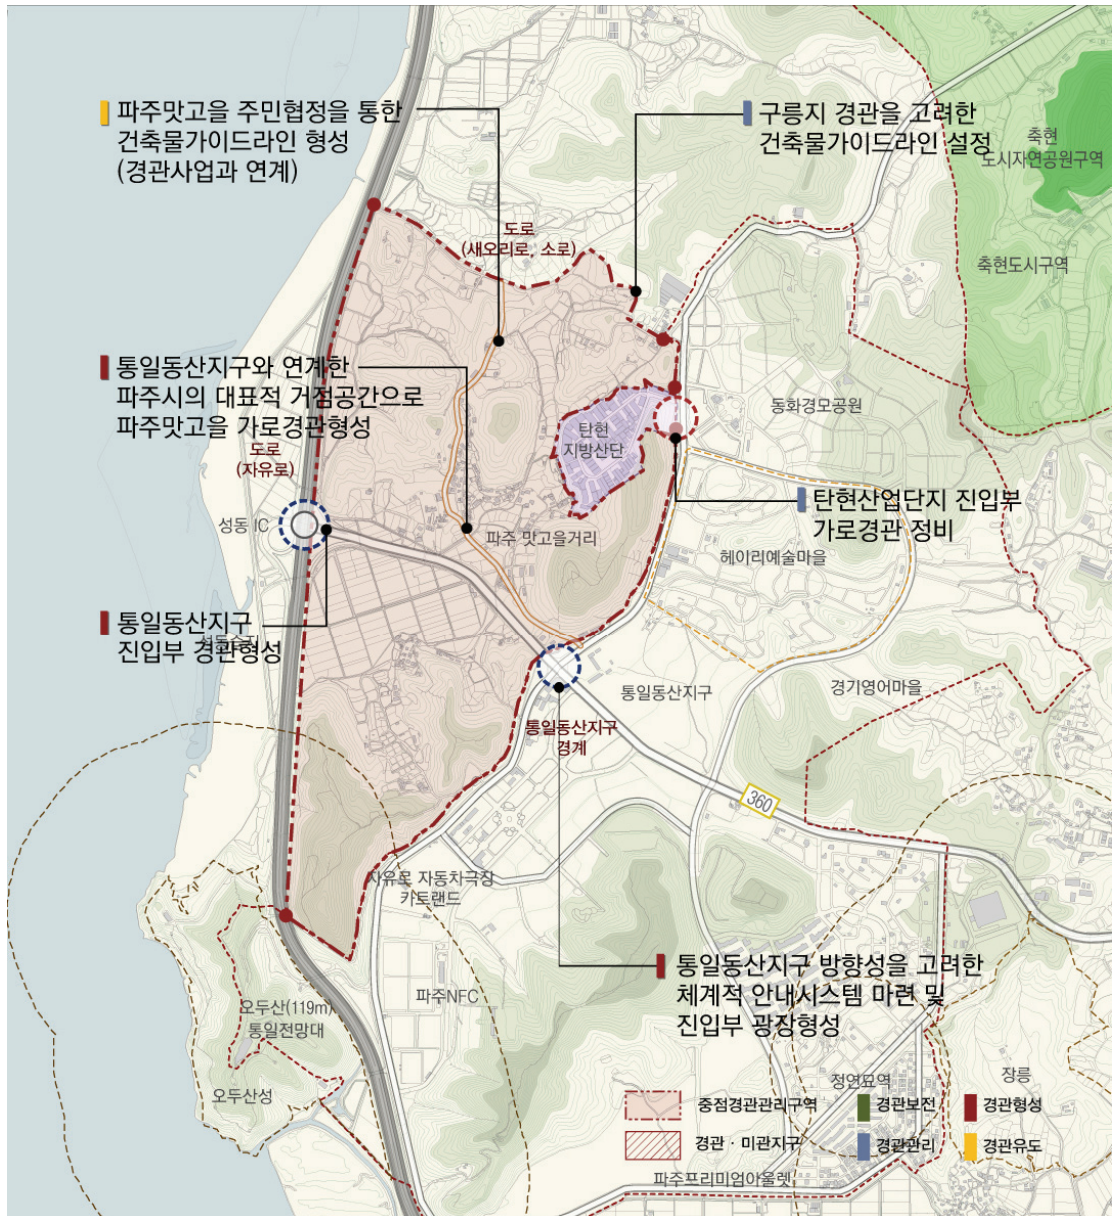 파주맛고을 주민협정을 통한
건축물가이드라인 형성
(경관사업과 연계)
구릉지 경관을 고려한
건축물가이드라인 설정
축현
도시자연공원구역
도로
(새오리로, 소로)
축현도시구역
통일동산지구와 연계한
파주시의 대표적 거점공간으로
파주맛고을 가로경관형성
동화경모공원
탄현
지방산단
도로
(자유로)
탄현산업단지 진입부
가로경관 정비
성동 IC
파주 맛고을거리
헤이리예술마을
통일동산지구
진입부 경관형성
통일동산지구
경기영어마을
통일동산지구
경계
360
자유로 자동차극장
카토랜드
통일동산지구 방향성을 고려한
체계적 안내시스템 마련 및
진입부 광장형성
파주NFC
오두산(119m)
통일전망대
오두산성
정연묘역
장릉
중점경관관리구역
경관보전
경관형성
경관 · 미관지구
경관관리
경관유도
파주프리미엄아울렛